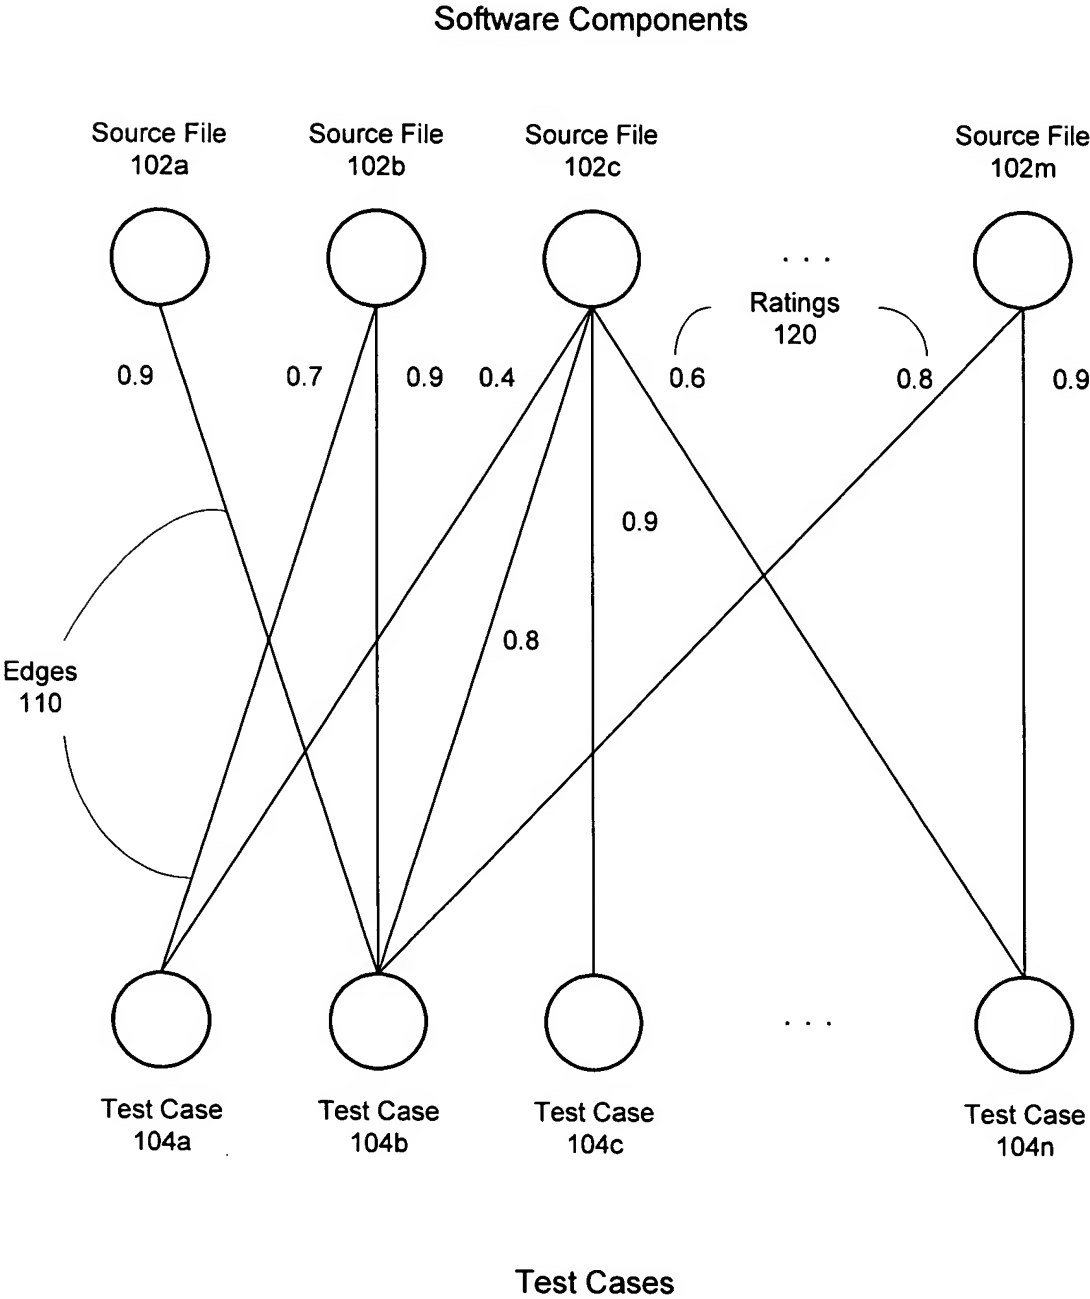 Software Components
Source File Source File Source File Source File
102a 102b 102c 102m
. . .
Ratings
120
0.9 0.7 0.9 0.4 0.6 0.8 0.9
0.9
0.8
Edges
110
. . .
Test Case Test Case Test Case Test Case
104a 104b 104c 104n
Test Cases